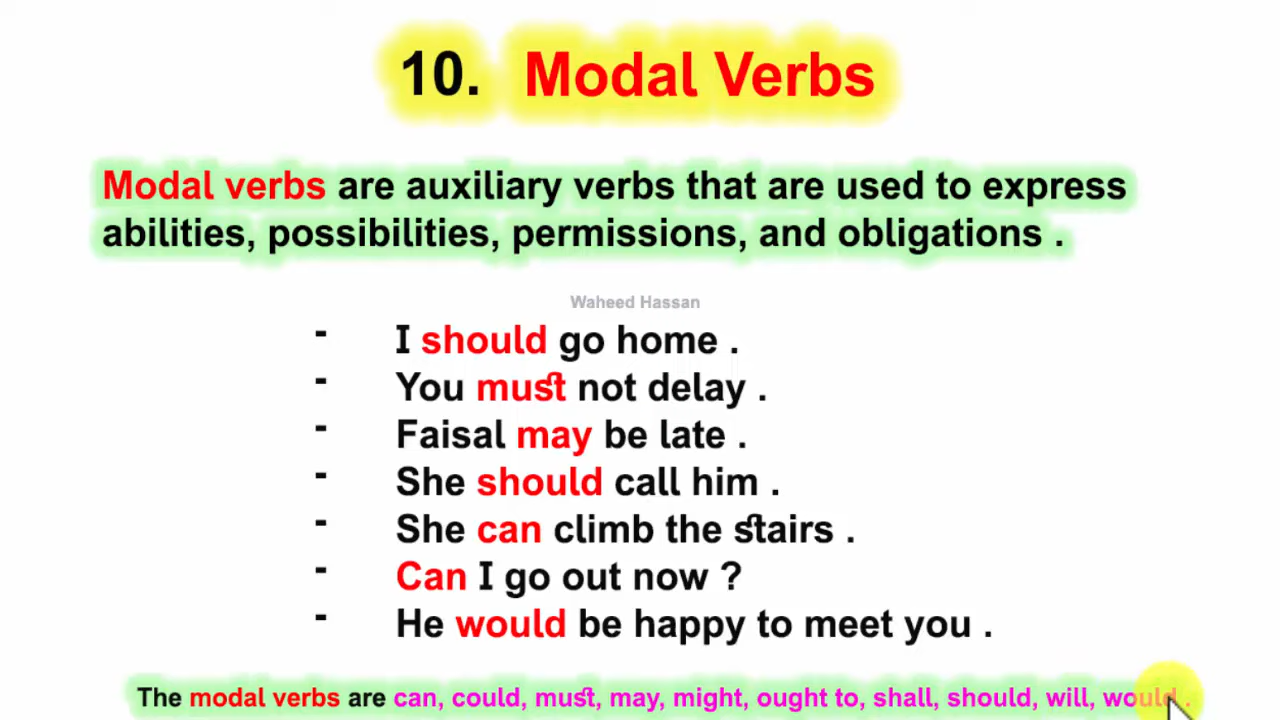 10. Modal Verbs
Modal verbs are auxiliary verbs that are used to express
abilities, possibilities, permissions, and obligations .
Waheed Hassan
- I should go home .
- You must not delay .
- Faisal may be late .
- She should call him .
- She can climb the stairs .
- Can I go out now ?
- He would be happy to meet you .
The modal verbs are can, could, must, may, might, ought to, shall, should, will, would .